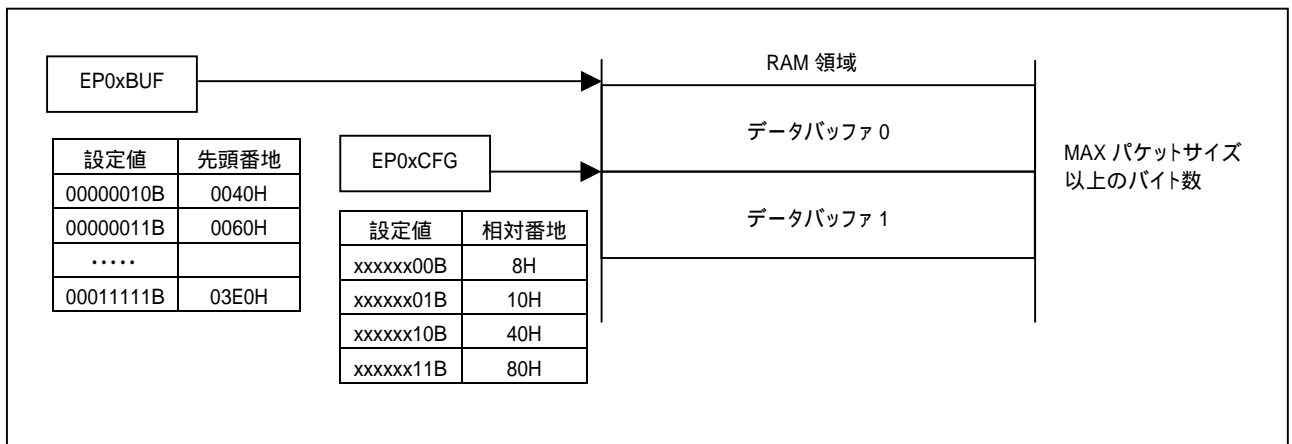 EP0xBUF
RAM 領域
データバッファ 0
EP0xCFG
データバッファ 1
MAX パケットサイズ
以上のバイト数
設定値 先頭番地
00000010B 0040H
00000011B 0060H
・・・・・
00011111B 03E0H
設定値 相対番地
xxxxxx00B 8H
xxxxxx01B 10H
xxxxxx10B 40H
xxxxxx11B 80H